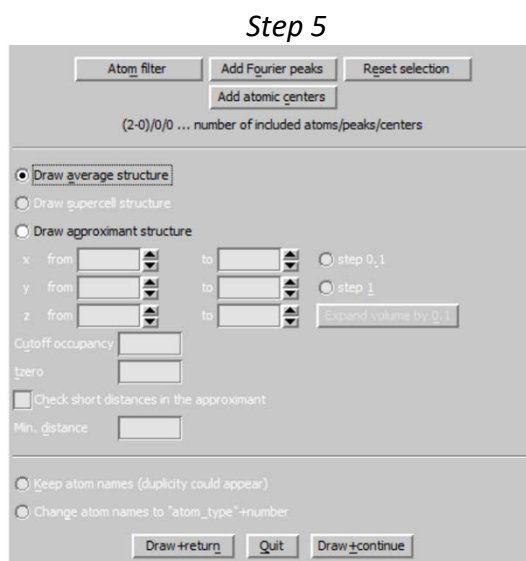 Step 5
Atom filter Add Fourier peaks Reset selection
Add atomic centers
(2-0)/0/0 ... number of included atoms/peaks/centers
Draw average structure
Draw supercell structure
Draw approximant structure
x from to step 0.1
y from to step 1
z from to Expand volume by 0.1
Cutoff occupancy
tzero
Check short distances in the approximant
Min. distance
Keep atom names (duplicity could appear)
Change atom names to "atom_type"+number
Draw+return Quit Draw+continue